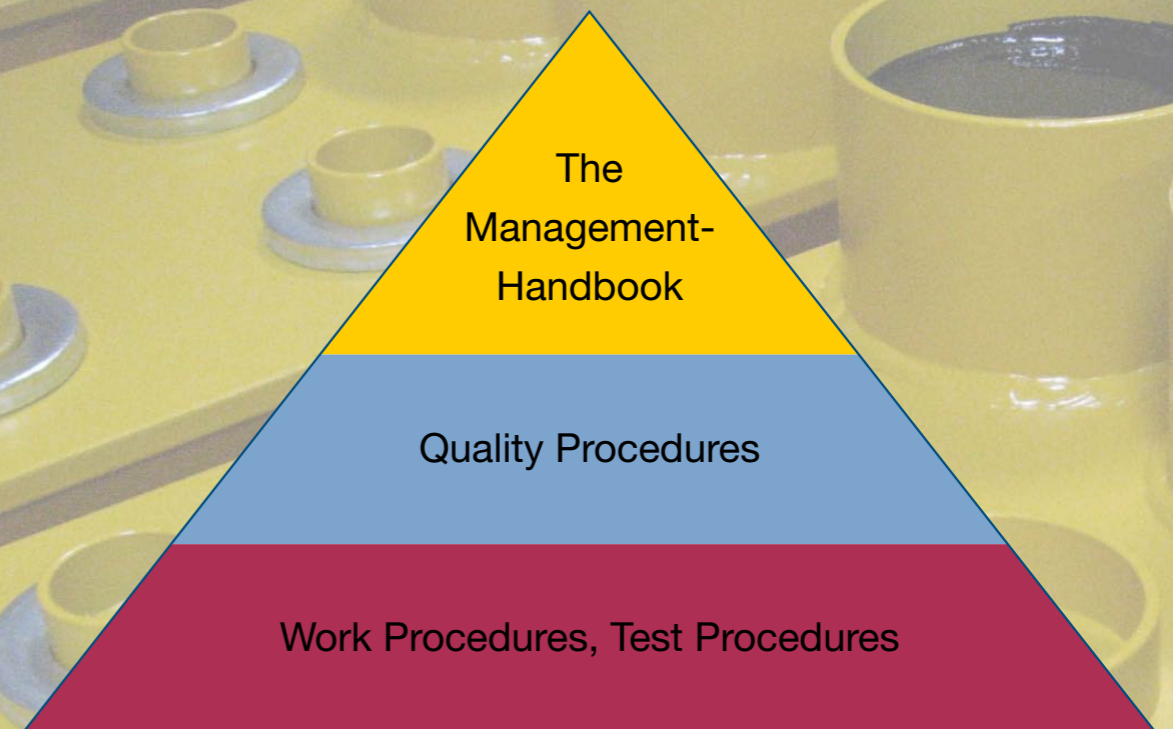 The
Management-
Handbook
Quality Procedures
Work Procedures, Test Procedures